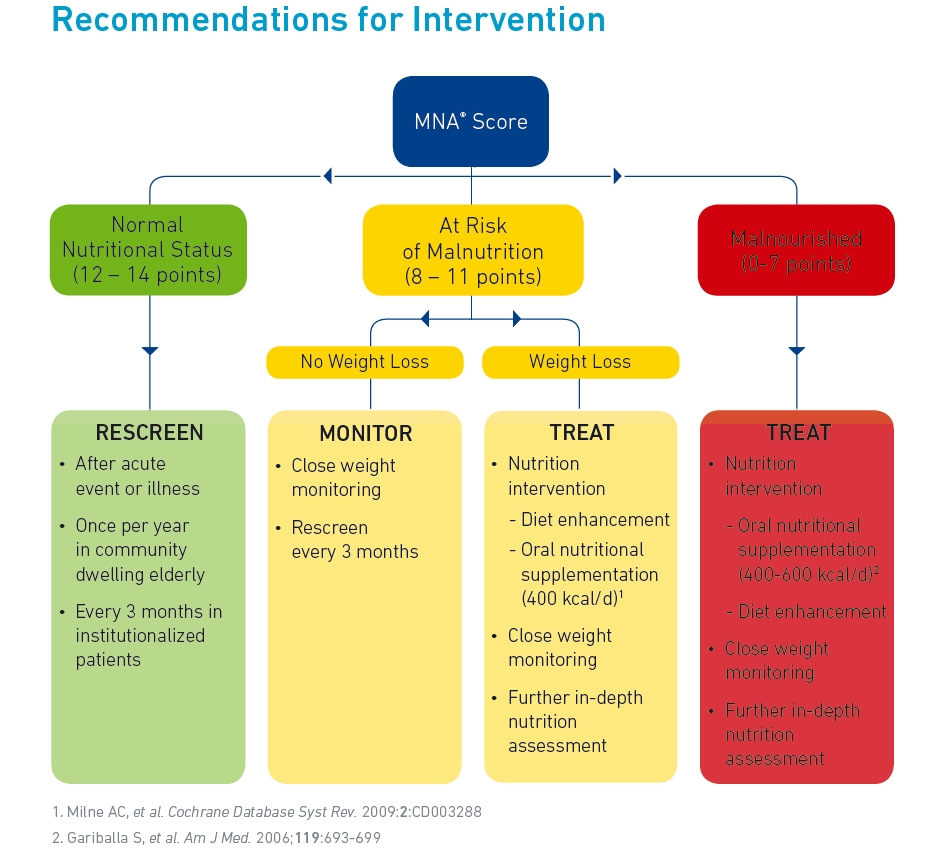 Recommendations for Intervention
MNA® Score
Normal
Nutritional Status
(12 – 14 points)
At Risk
of Malnutrition
(8 – 11 points)
Malnourished
(0-7 points)
No Weight Loss
Weight Loss
RESCREEN
• After acute
event or illness
• Once per year
in community
dwelling elderly
• Every 3 months in
institutionalized
patients
MONITOR
• Close weight
monitoring
• Rescreen
every 3 months
TREAT
• Nutrition
intervention
- Diet enhancement
- Oral nutritional
supplementation
(400 kcal/d)¹
• Close weight
monitoring
• Further in-depth
nutrition
assessment
TREAT
• Nutrition
intervention
- Oral nutritional
supplementation
(400-600 kcal/d)²
- Diet enhancement
• Close weight
monitoring
• Further in-depth
nutrition
assessment
1. Milne AC, et al. Cochrane Database Syst Rev. 2009:2:CD003288
2. Gariballa S, et al. Am J Med. 2006;119:693-699